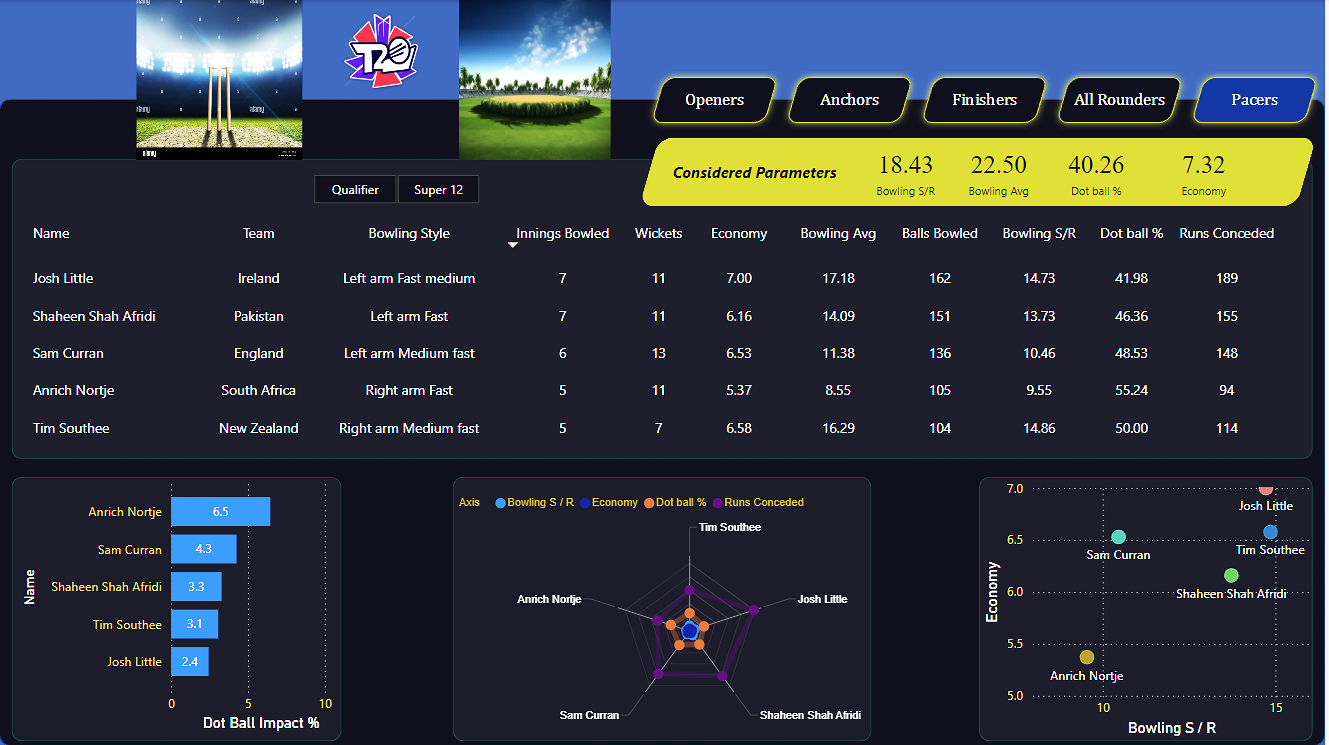 alamy
T20
alamy
alamy
alamy
alamy
Openers
Anchors
Finishers
All Rounders
Pacers
Considered Parameters
18.43 22.50 40.26 7.32
Bowling S/R Bowling Avg Dot ball % Economy
Qualifier Super 12
Name Team Bowling Style Innings Bowled Wickets Economy Bowling Avg Balls Bowled Bowling S/R Dot ball % Runs Conceded
Josh Little Ireland Left arm Fast medium 7 11 7.00 17.18 162 14.73 41.98 189
Shaheen Shah Afridi Pakistan Left arm Fast 7 11 6.16 14.09 151 13.73 46.36 155
Sam Curran England Left arm Medium fast 6 13 6.53 11.38 136 10.46 48.53 148
Anrich Nortje South Africa Right arm Fast 5 11 5.37 8.55 105 9.55 55.24 94
Tim Southee New Zealand Right arm Medium fast 5 7 6.58 16.29 104 14.86 50.00 114
Name
Anrich Nortje 6.5
Sam Curran 4.3
Shaheen Shah Afridi 3.3
Tim Southee 3.1
Josh Little 2.4
0 5 10
Dot Ball Impact %
Axis Bowling S / R Economy Dot ball % Runs Conceded
Tim Southee
Anrich Nortje
Josh Little
Sam Curran
Shaheen Shah Afridi
Economy
7.0
Josh Little
6.5
Tim Southee
Sam Curran
6.0
Shaheen Shah Afridi
5.5
Anrich Nortje
5.0
10 15
Bowling S / R